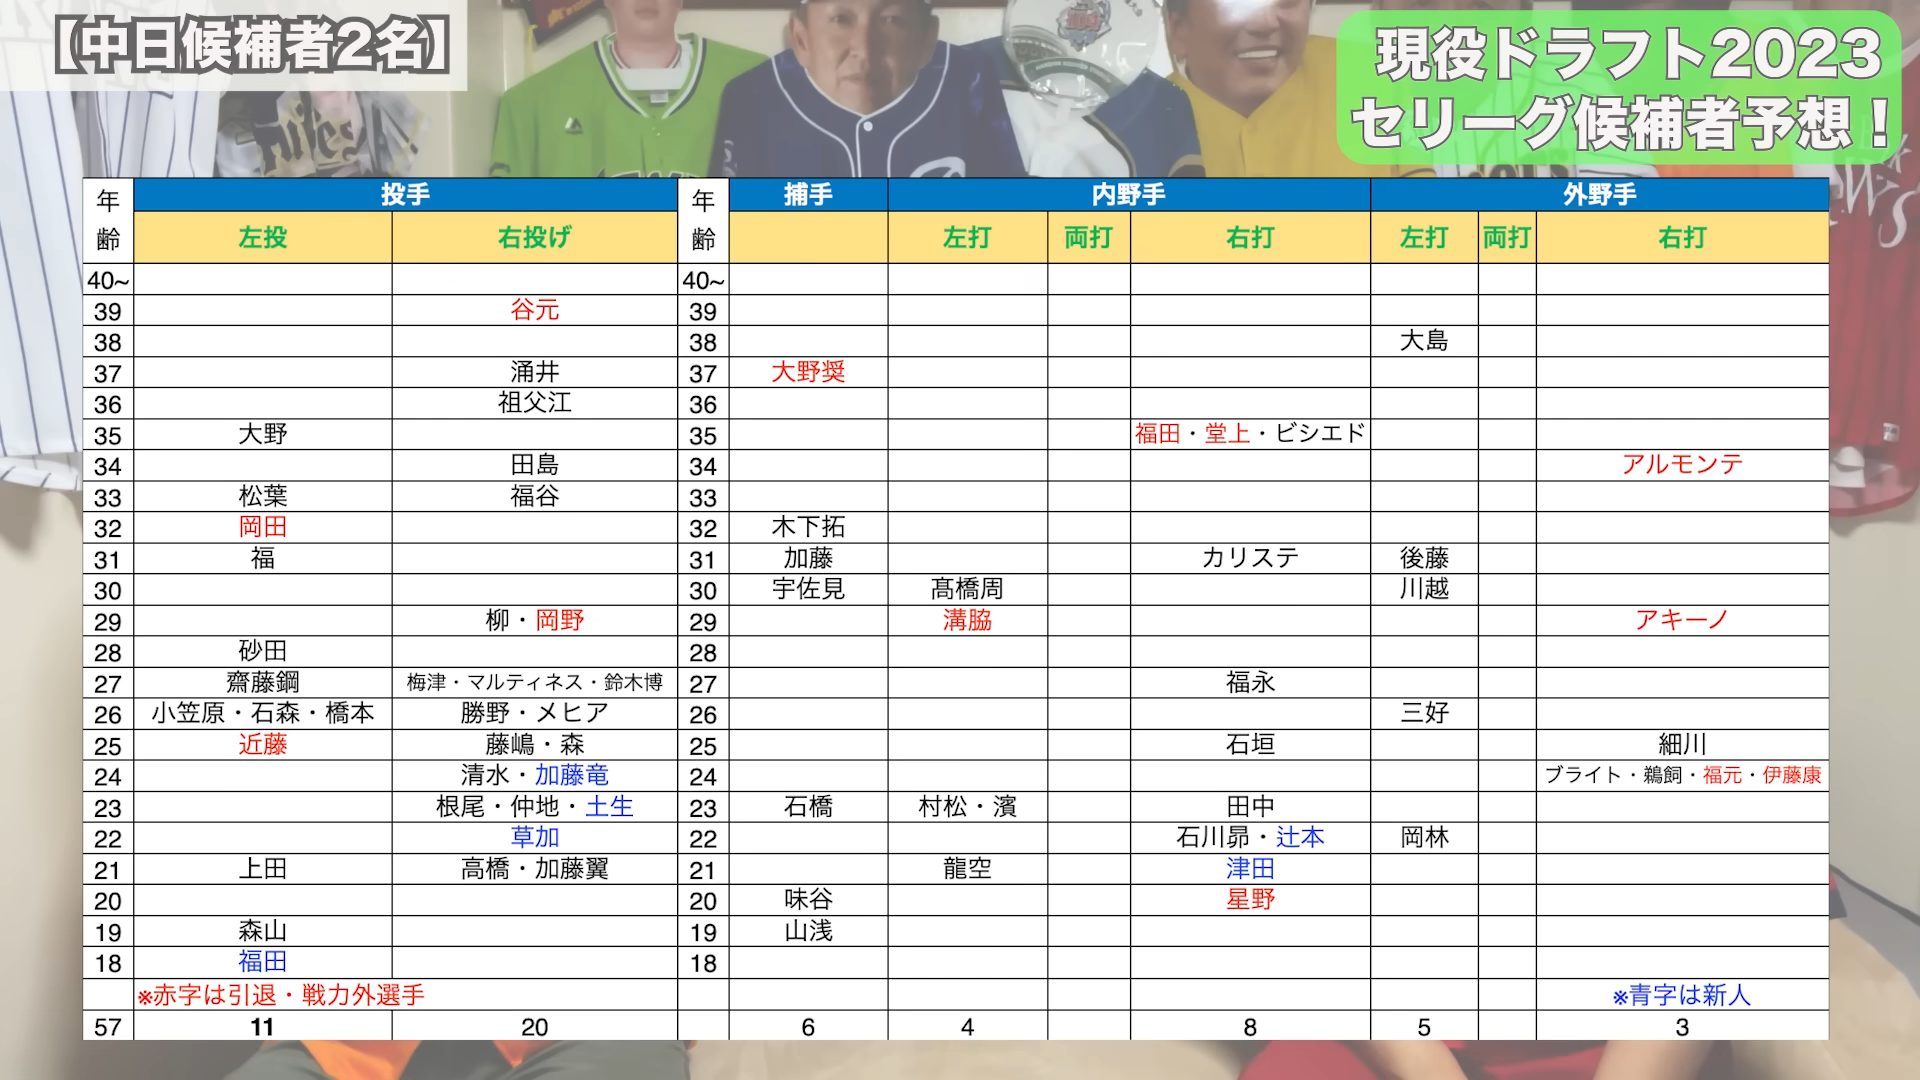 【中日候補者2名】
現役ドラフト2023
セリーグ候補者予想！
年齢 投手 年齢 捕手 内野手 外野手
左投 右投げ 左打 両打 右打 左打 両打 右打
40~ 40~
39 谷元 39
38 38 大島
37 涌井 37 大野奨
36 祖父江 36
35 大野 35 福田・堂上・ビシエド
34 田島 34 アルモンテ
33 松葉 福谷 33
32 岡田 32 木下拓
31 福 31 加藤 カリステ 後藤
30 30 宇佐見 髙橋周 川越
29 柳・岡野 29 溝脇 アキーノ
28 砂田 28
27 齋藤鋼 梅津・マルティネス・鈴木博 27 福永
26 小笠原・石森・橋本 勝野・メヒア 26 三好
25 近藤 藤嶋・森 25 石垣 細川
24 清水・加藤竜 24 ブライト・鵜飼・福元・伊藤康
23 根尾・仲地・土生 23 石橋 村松・濱 田中
22 草加 22 石川昴・辻本 岡林
21 上田 高橋・加藤翼 21 龍空 津田
20 20 味谷 星野
19 森山 19 山浅
18 福田 18
※赤字は引退・戦力外選手 ※青字は新人
57 11 20 6 4 8 5 3